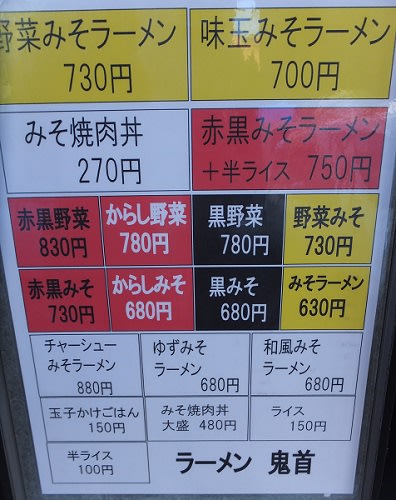 野菜みそラーメン
730円
味玉みそラーメン
700円
みそ焼肉丼
270円
赤黒みそラーメン
＋半ライス 750円
赤黒野菜
830円
からし野菜
780円
黒野菜
780円
野菜みそ
730円
赤黒みそ
730円
からしみそ
680円
黒みそ
680円
みそラーメン
630円
チャーシュー
みそラーメン
880円
ゆずみそ
ラーメン
680円
和風みそ
ラーメン
680円
玉子かけごはん
150円
みそ焼肉丼
大盛 480円
ライス
150円
半ライス
100円
ラーメン 鬼首